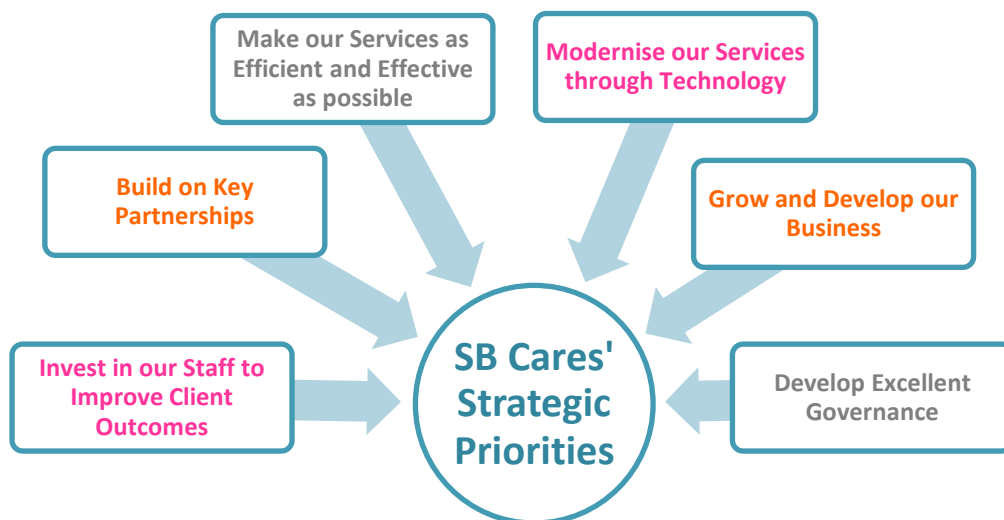 Make our Services as
Efficient and Effective
as possible
Modernise our Services
through Technology
Build on Key
Partnerships
Grow and Develop our
Business
Invest in our Staff to
Improve Client
Outcomes
SB Cares'
Strategic
Priorities
Develop Excellent
Governance